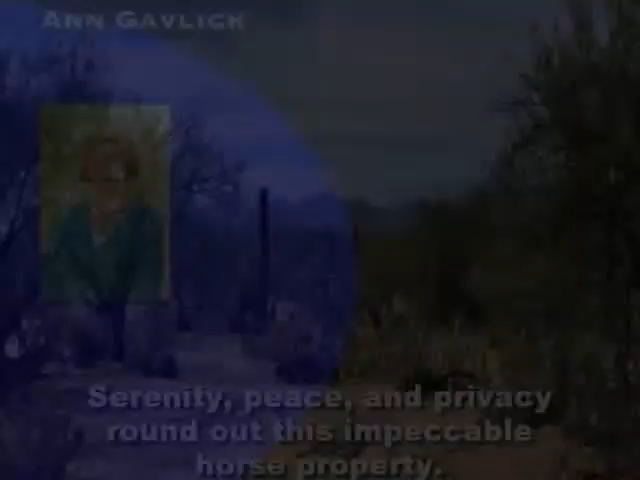 Ann Gavlick
Serenity, peace, and privacy
round out this impeccable
horse property.